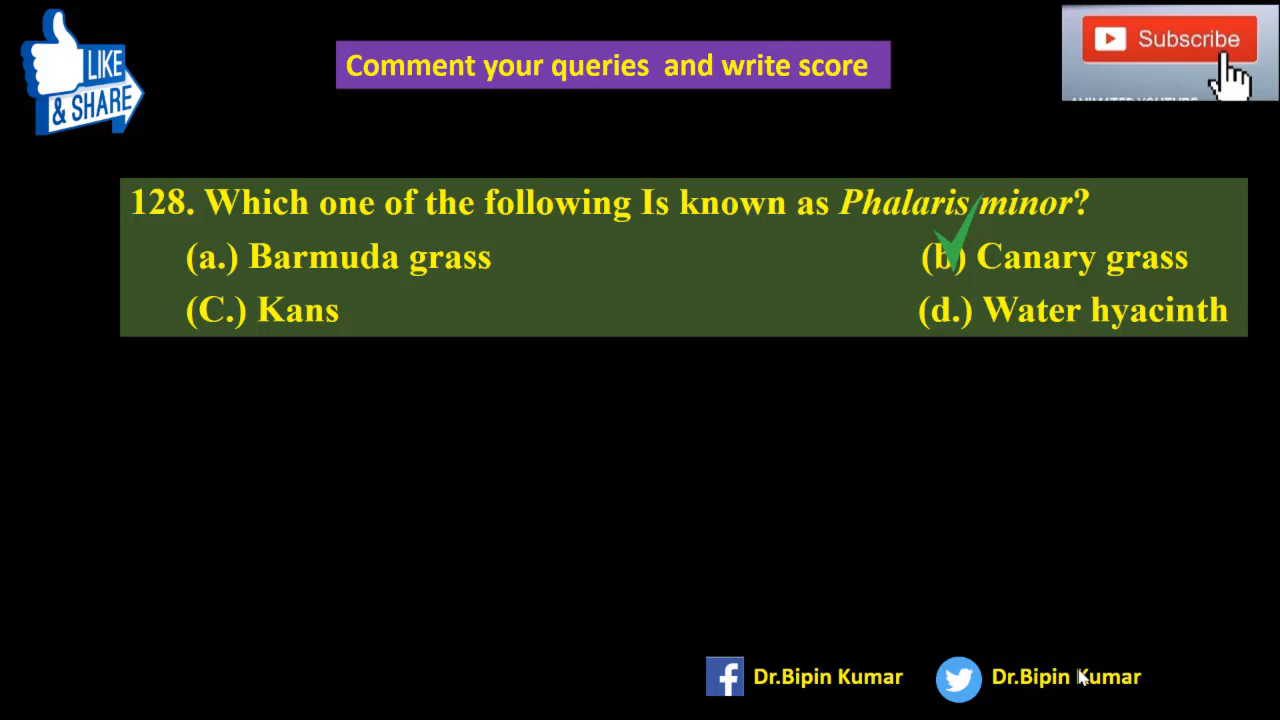 LIKE
& SHARE
Comment your queries and write score
Subscribe
128. Which one of the following Is known as Phalaris minor?
(a.) Barmuda grass (b) Canary grass
(C.) Kans (d.) Water hyacinth
Dr.Bipin Kumar Dr.Bipin Kumar